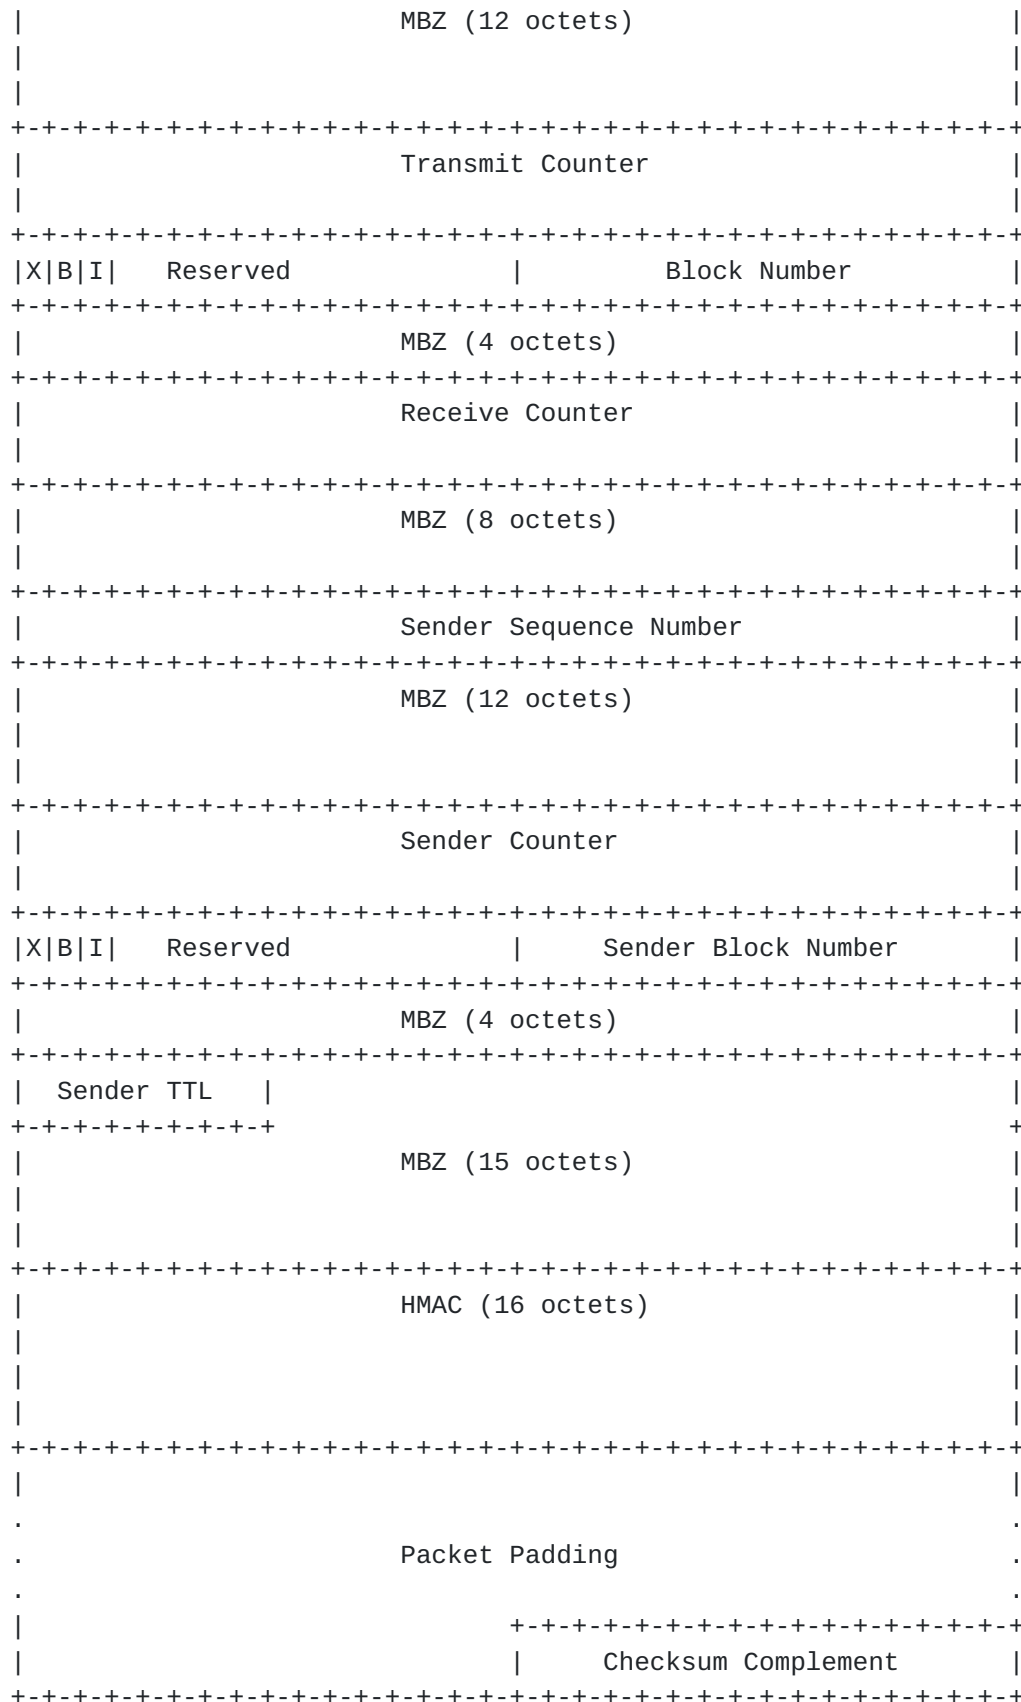 |                        MBZ (12 octets)                        |
|                                                               |
|                                                               |
+-+-+-+-+-+-+-+-+-+-+-+-+-+-+-+-+-+-+-+-+-+-+-+-+-+-+-+-+-+-+-+-+
|                        Transmit Counter                       |
|                                                               |
+-+-+-+-+-+-+-+-+-+-+-+-+-+-+-+-+-+-+-+-+-+-+-+-+-+-+-+-+-+-+-+-+
|X|B|I|   Reserved              |         Block Number          |
+-+-+-+-+-+-+-+-+-+-+-+-+-+-+-+-+-+-+-+-+-+-+-+-+-+-+-+-+-+-+-+-+
|                        MBZ (4 octets)                         |
+-+-+-+-+-+-+-+-+-+-+-+-+-+-+-+-+-+-+-+-+-+-+-+-+-+-+-+-+-+-+-+-+
|                        Receive Counter                        |
|                                                               |
+-+-+-+-+-+-+-+-+-+-+-+-+-+-+-+-+-+-+-+-+-+-+-+-+-+-+-+-+-+-+-+-+
|                        MBZ (8 octets)                         |
|                                                               |
+-+-+-+-+-+-+-+-+-+-+-+-+-+-+-+-+-+-+-+-+-+-+-+-+-+-+-+-+-+-+-+-+
|                        Sender Sequence Number                 |
+-+-+-+-+-+-+-+-+-+-+-+-+-+-+-+-+-+-+-+-+-+-+-+-+-+-+-+-+-+-+-+-+
|                        MBZ (12 octets)                        |
|                                                               |
|                                                               |
+-+-+-+-+-+-+-+-+-+-+-+-+-+-+-+-+-+-+-+-+-+-+-+-+-+-+-+-+-+-+-+-+
|                        Sender Counter                         |
|                                                               |
+-+-+-+-+-+-+-+-+-+-+-+-+-+-+-+-+-+-+-+-+-+-+-+-+-+-+-+-+-+-+-+-+
|X|B|I|   Reserved              |     Sender Block Number       |
+-+-+-+-+-+-+-+-+-+-+-+-+-+-+-+-+-+-+-+-+-+-+-+-+-+-+-+-+-+-+-+-+
|                        MBZ (4 octets)                         |
+-+-+-+-+-+-+-+-+-+-+-+-+-+-+-+-+-+-+-+-+-+-+-+-+-+-+-+-+-+-+-+-+
|  Sender TTL   |                                               |
+-+-+-+-+-+-+-+-+                                               +
|                        MBZ (15 octets)                        |
|                                                               |
|                                                               |
+-+-+-+-+-+-+-+-+-+-+-+-+-+-+-+-+-+-+-+-+-+-+-+-+-+-+-+-+-+-+-+-+
|                        HMAC (16 octets)                       |
|                                                               |
|                                                               |
|                                                               |
+-+-+-+-+-+-+-+-+-+-+-+-+-+-+-+-+-+-+-+-+-+-+-+-+-+-+-+-+-+-+-+-+
|                                                               |
.                                                               .
.                        Packet Padding                         .
.                                                               .
|                               +-+-+-+-+-+-+-+-+-+-+-+-+-+-+-+-+
|                               |     Checksum Complement       |
+-+-+-+-+-+-+-+-+-+-+-+-+-+-+-+-+-+-+-+-+-+-+-+-+-+-+-+-+-+-+-+-+